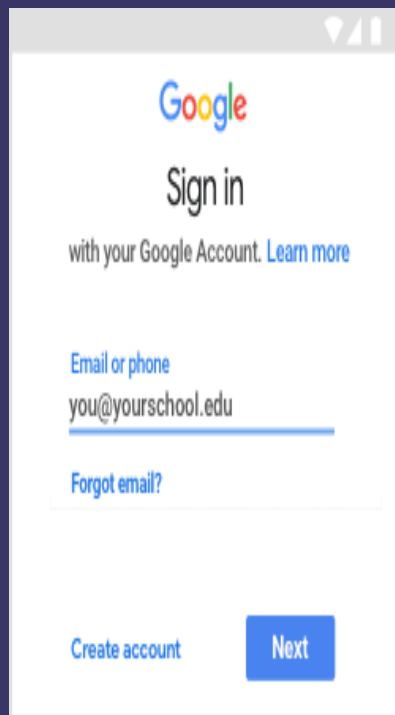 Google
Sign in
with your Google Account. Learn more
Email or phone
you@yourschool.edu
Forgot email?
Create account Next